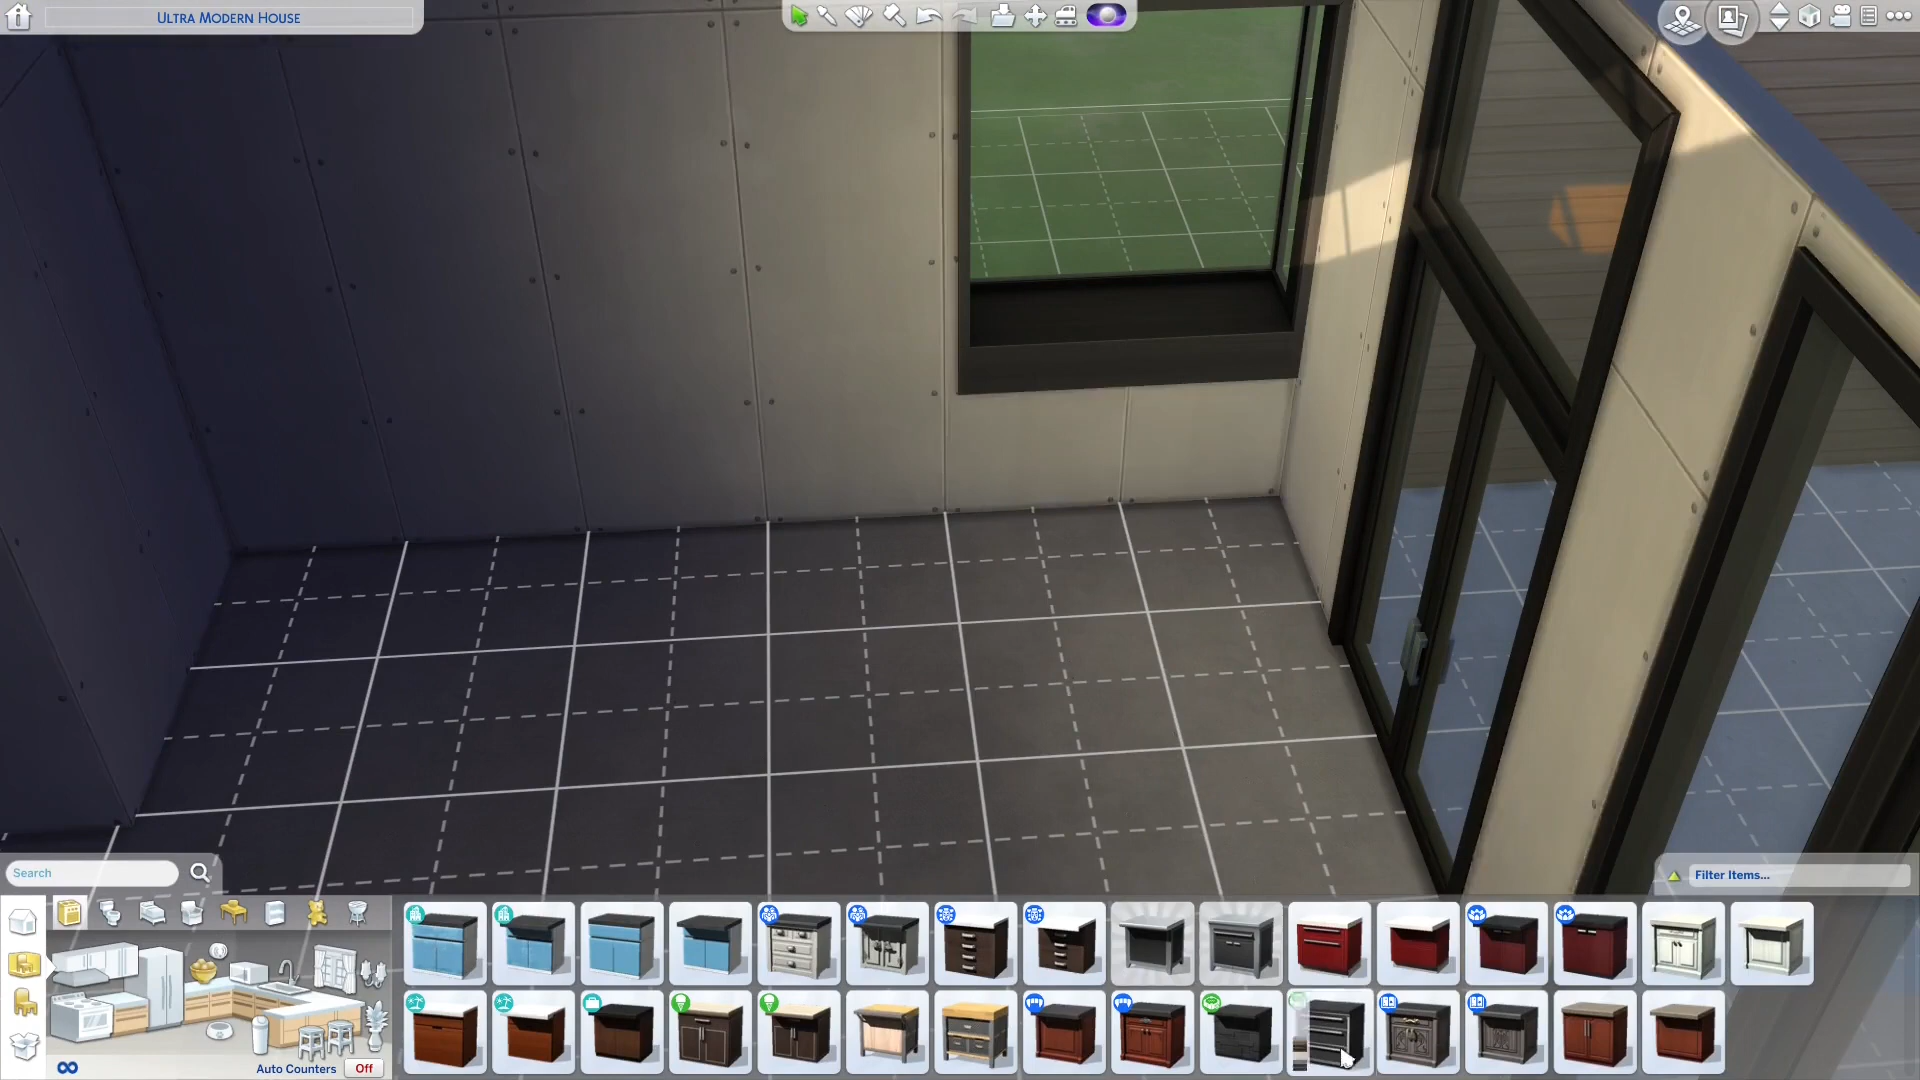 ULTRA MODERN HOUSE
Search
Filter Items...
Auto Counters
Off